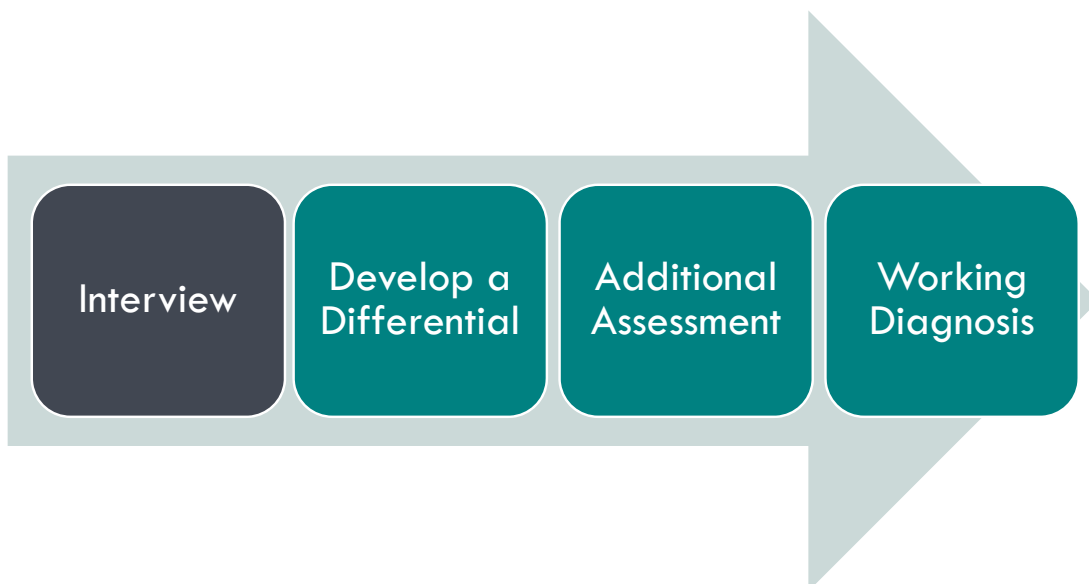 Interview
Develop a
Differential
Additional
Assessment
Working
Diagnosis